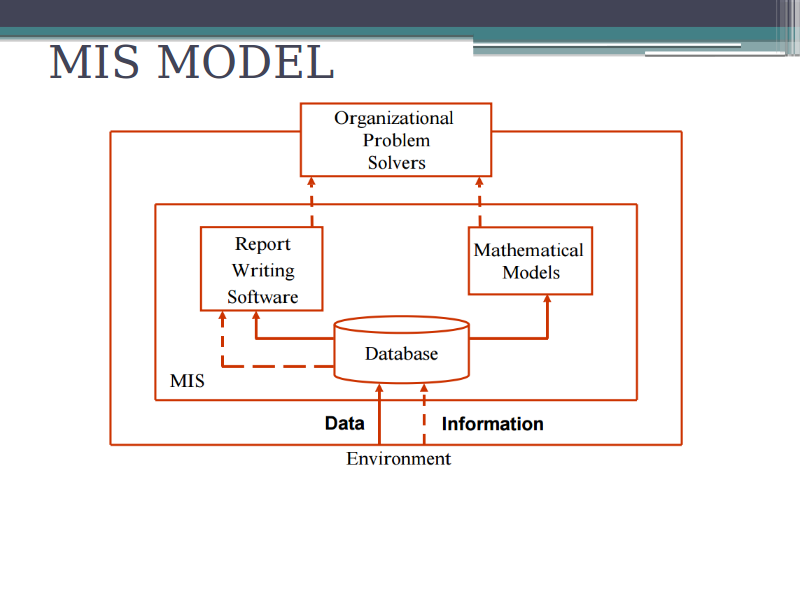 MIS MODEL
Organizational
Problem
Solvers
Report
Writing
Software
Mathematical
Models
Database
MIS
Data
Information
Environment